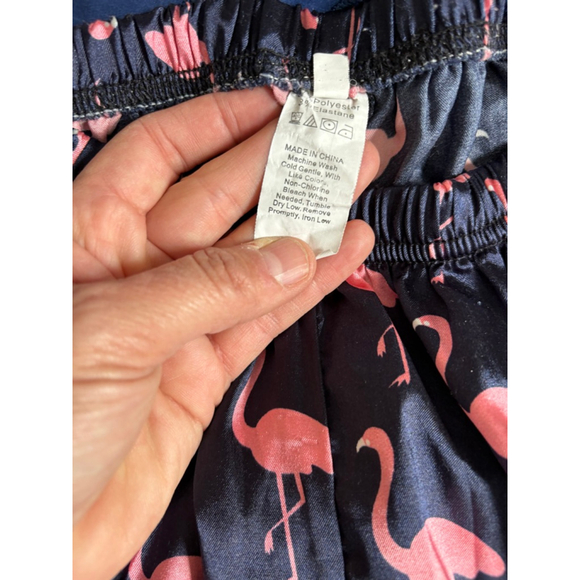 Polyester
elastane
MADE IN CHINA
Machine Wash
Cold Gentle, With
Like Colors,
Non-Chlorine
Bleach When
Needed, Tumble
Dry Low, Remove
Promptly, Iron Low